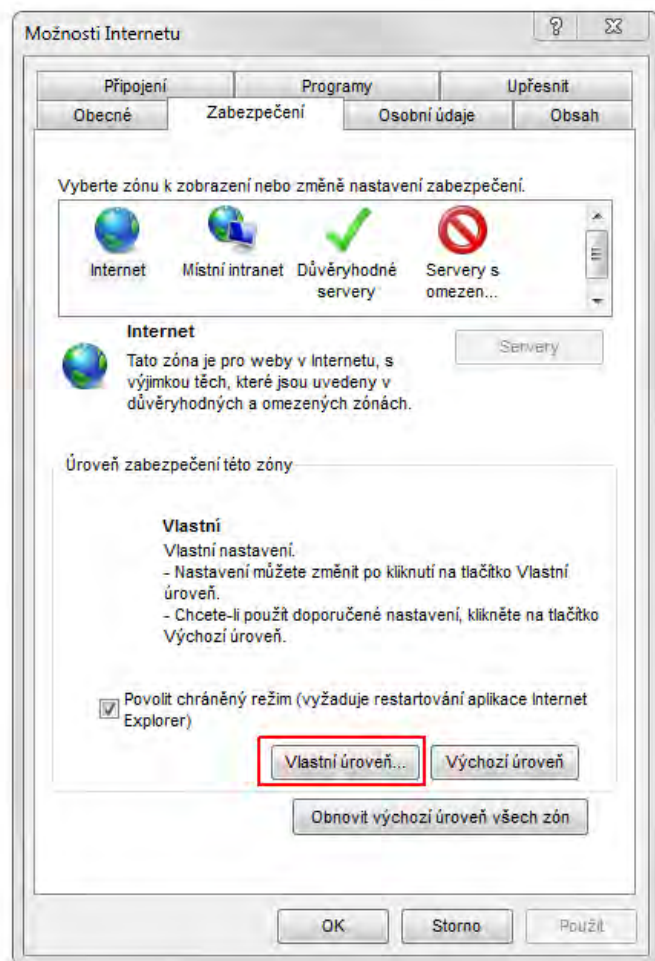 Možnosti Internetu
Připojení Programy Upřesnit
Obecné Zabezpečení Osobní údaje Obsah
Vyberte zónu k zobrazení nebo změně nastavení zabezpečení.
Internet Místní intranet Důvěryhodné servery Servery s omezen...
Internet
Servery
Tato zóna je pro weby v Internetu, s
výjimkou těch, které jsou uvedeny v
důvěryhodných a omezených zónách.
Úroveň zabezpečení této zóny
Vlastní
Vlastní nastavení.
- Nastavení můžete změnit po kliknutí na tlačítko Vlastní
úroveň.
- Chcete-li použít doporučené nastavení, klikněte na tlačítko
Výchozí úroveň.
Povolit chráněný režim (vyžaduje restartování aplikace Internet
Explorer)
Vlastní úroveň... Výchozí úroveň
Obnovit výchozí úroveň všech zón
OK Storno Použít